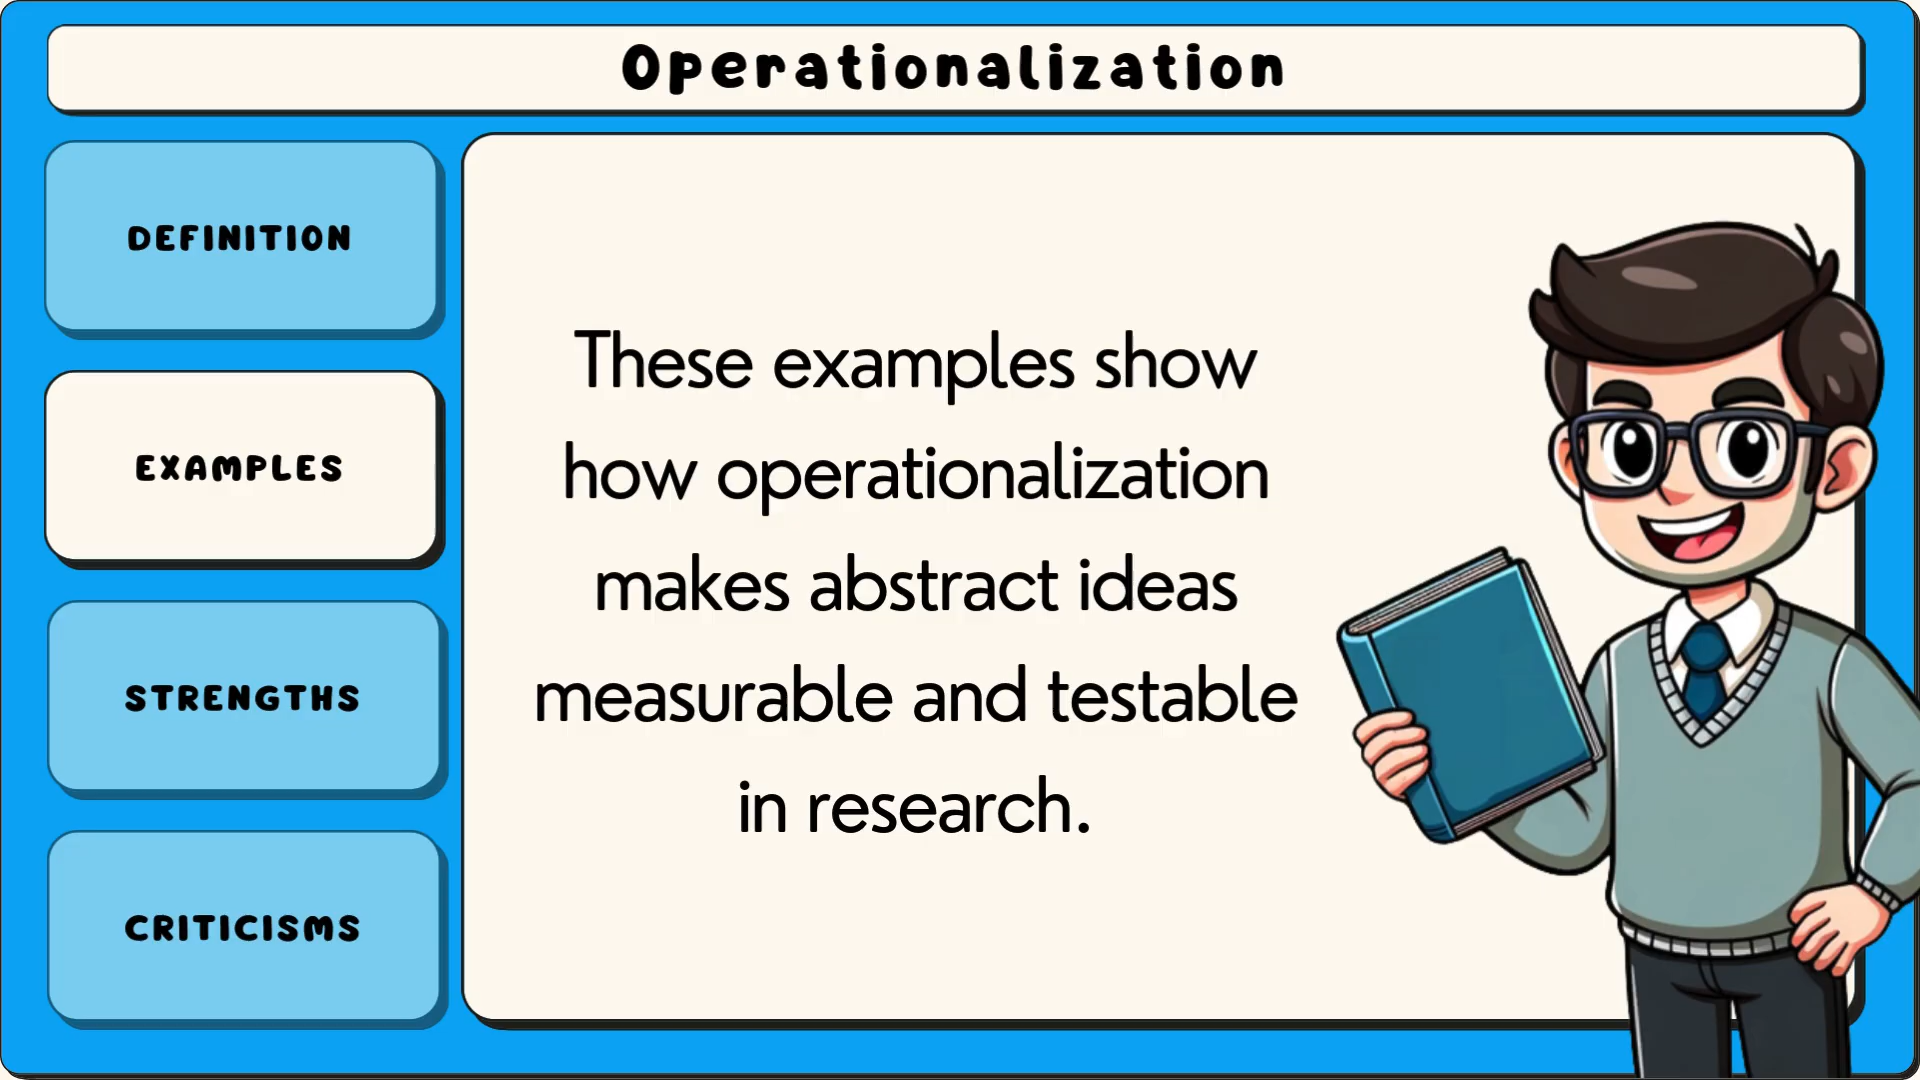 Operationalization
DEFINITION
EXAMPLES
STRENGTHS
CRITICISMS
These examples show
how operationalization
makes abstract ideas
measurable and testable
in research.